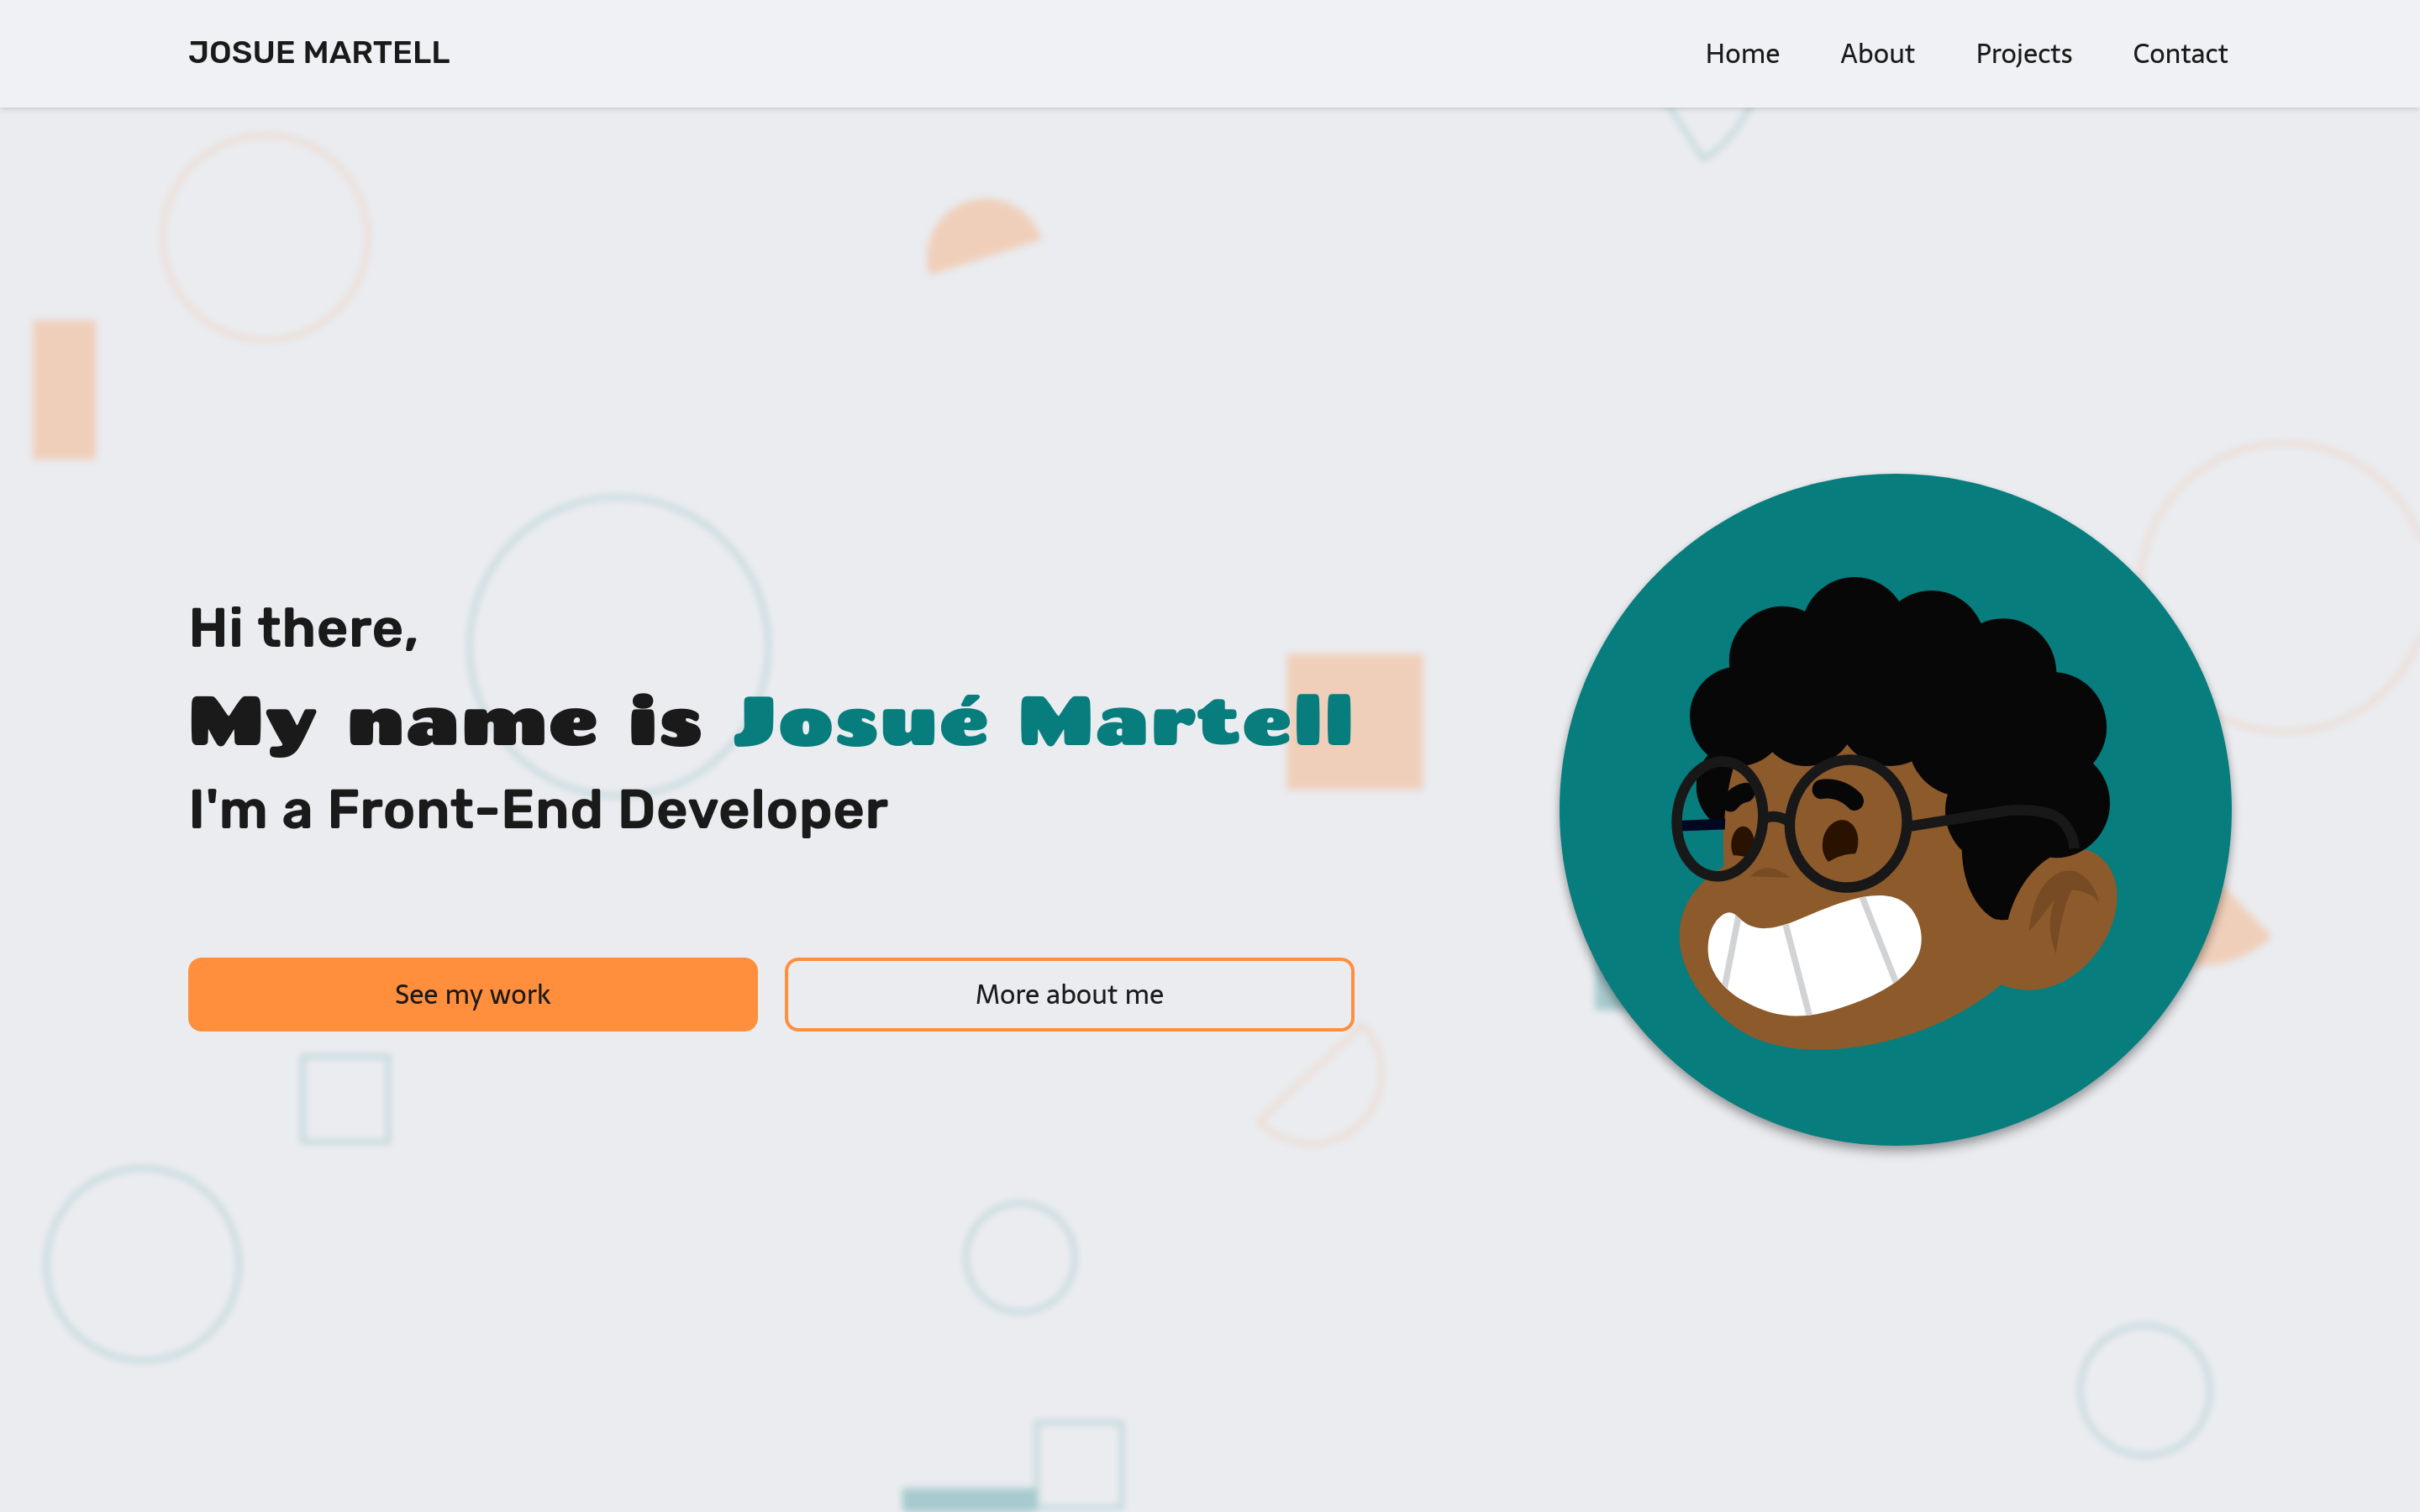 JOSUE MARTELL
Home About Projects Contact
Hi there,
My name is Josué Martell
I'm a Front-End Developer
See my work
More about me